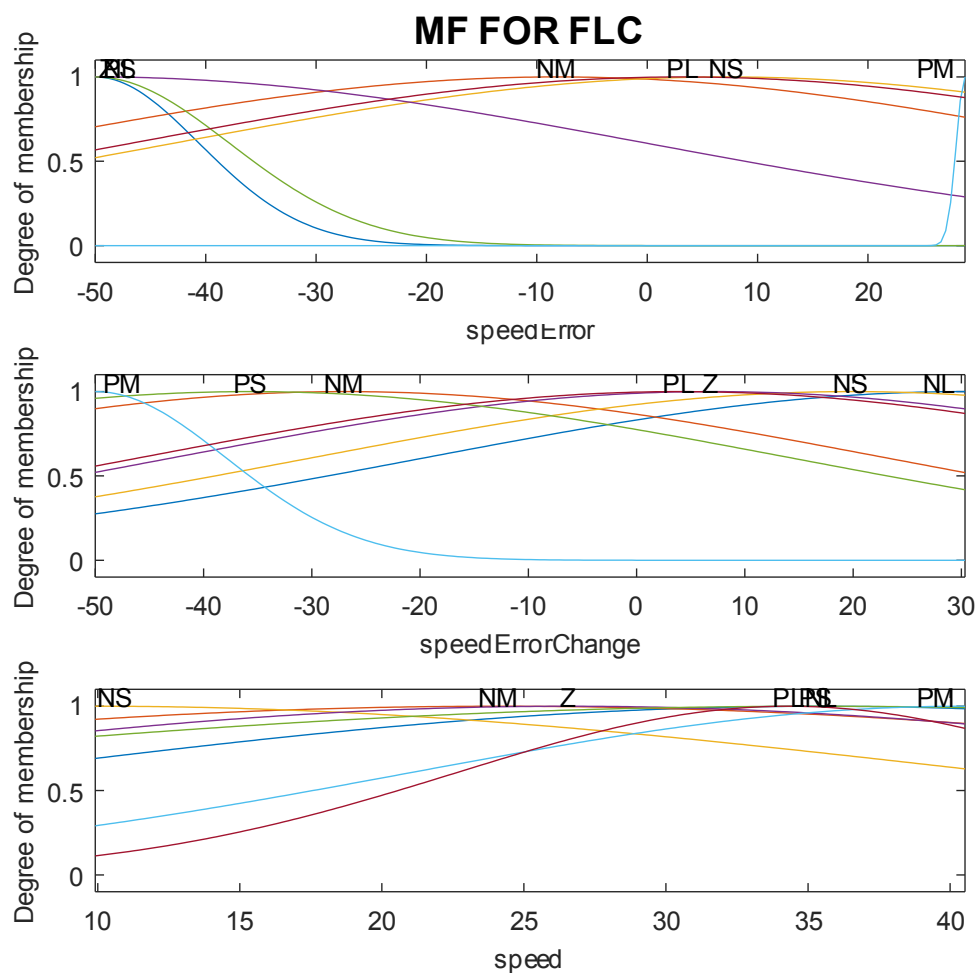 MF FOR FLC
NS NM PL NS PM
1
0.5
0
Degree of membership
-50 -40 -30 -20 -10 0 10 20
speedError
PM PS NM PL Z NS NL
1
0.5
0
Degree of membership
-50 -40 -30 -20 -10 0 10 20 30
speedErrorChange
NS NM Z PM
1
0.5
0
Degree of membership
10 15 20 25 30 35 40
speed